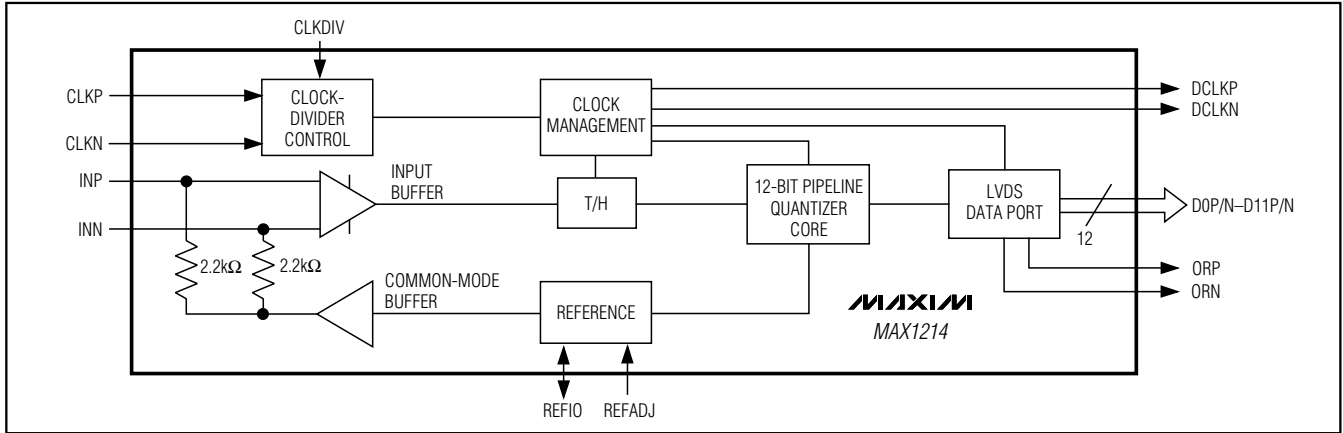 CLKDIV
CLKP
CLKN
CLOCK-
DIVIDER
CONTROL
CLOCK
MANAGEMENT
DCLKP
DCLKN
INP
INN
INPUT
BUFFER
T/H
12-BIT PIPELINE
QUANTIZER
CORE
LVDS
DATA PORT
12
D0P/N–D11P/N
2.2kΩ
2.2kΩ
COMMON-MODE
BUFFER
REFERENCE
ORP
ORN
MAXIM
MAX1214
REFIO
REFADJ